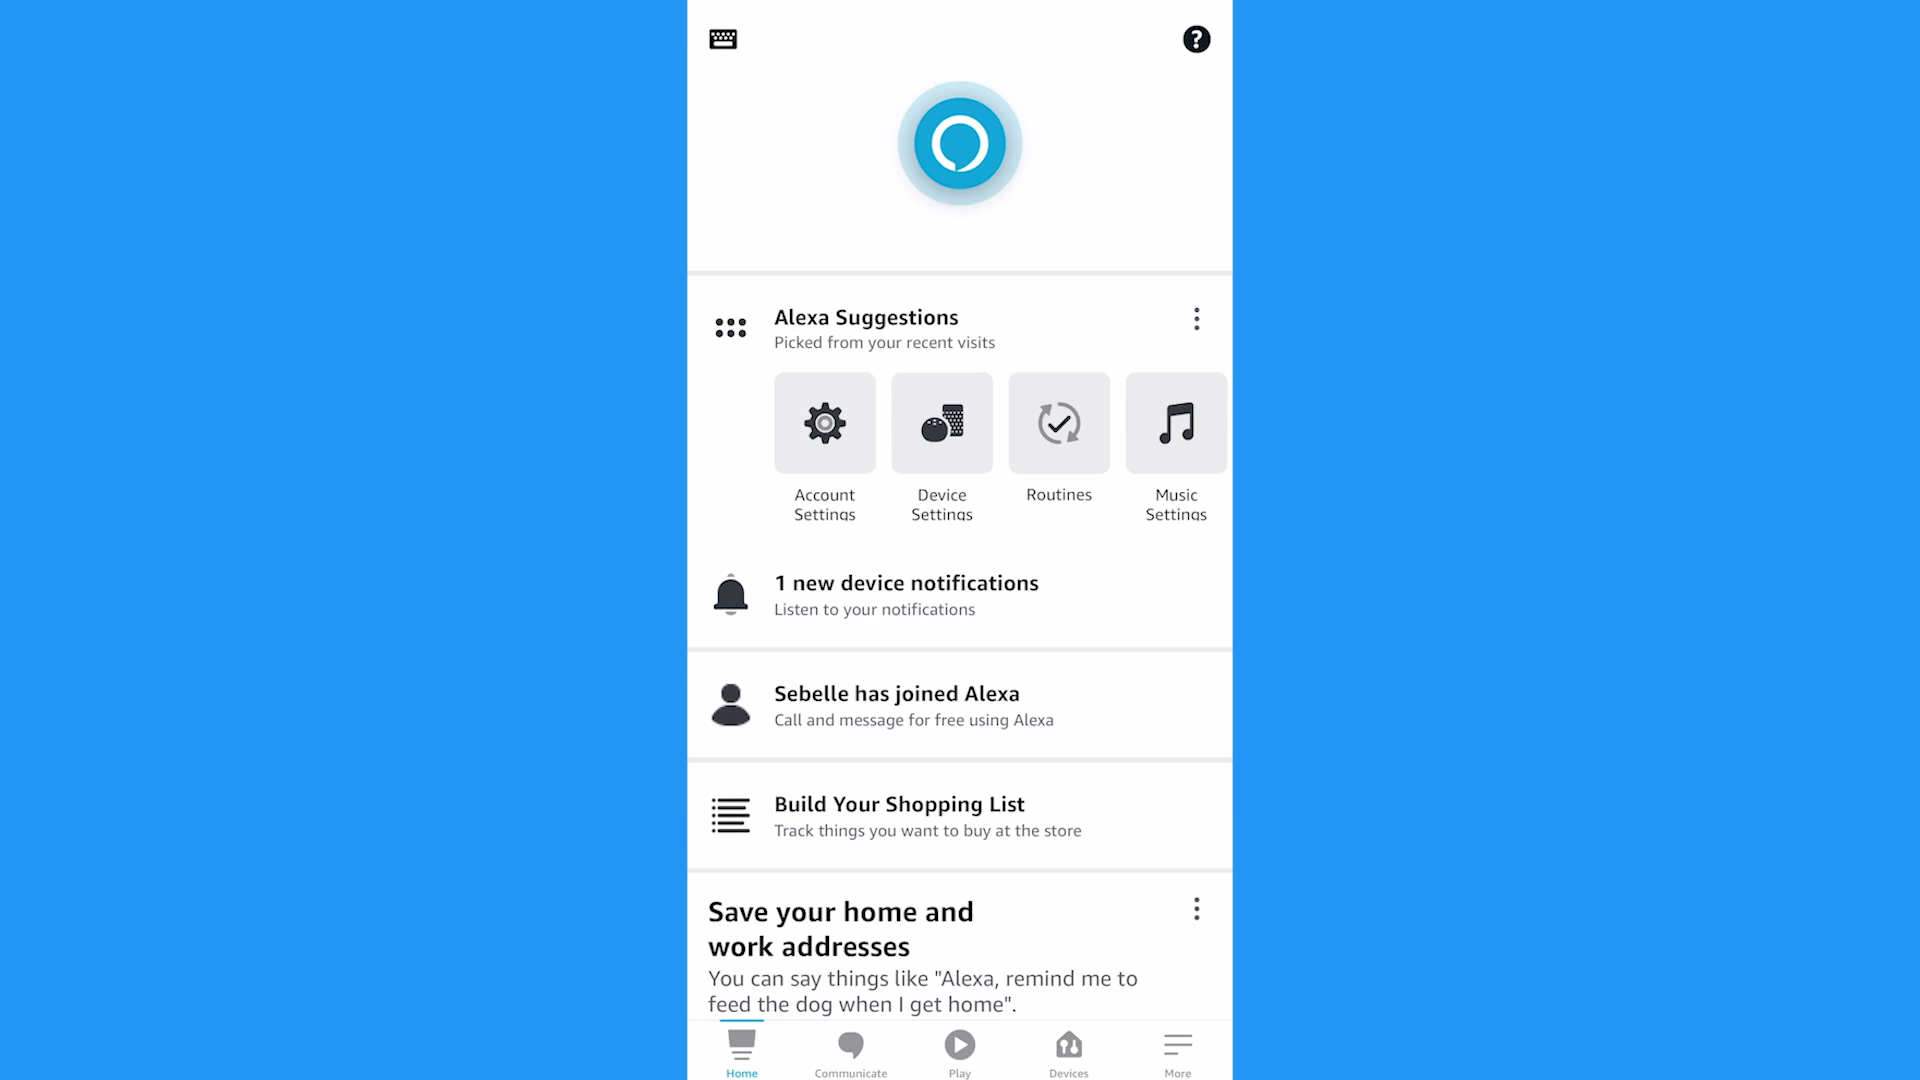 ?
Alexa Suggestions
Picked from your recent visits
Account
Settings
Device
Settings
Routines
Music
Settings
1 new device notifications
Listen to your notifications
Sebelle has joined Alexa
Call and message for free using Alexa
Build Your Shopping List
Track things you want to buy at the store
Save your home and
work addresses
You can say things like "Alexa, remind me to
feed the dog when I get home".
Home
Communicate
Play
Devices
More